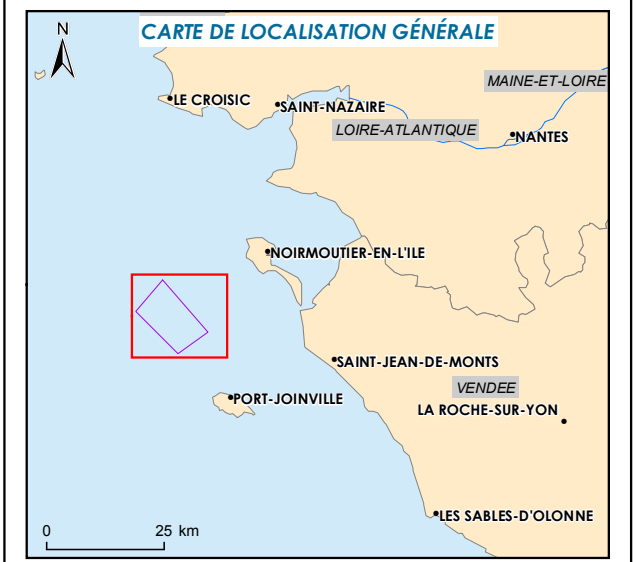 N
CARTE DE LOCALISATION GÉNÉRALE
MAINE-ET-LOIRE
LE CROISIC
SAINT-NAZAIRE
LOIRE-ATLANTIQUE
NANTES
NOIRMOUTIER-EN-L'ILE
SAINT-JEAN-DE-MONTS
VENDEE
PORT-JOINVILLE
LA ROCHE-SUR-YON
LES SABLES-D'OLONNE
0 25 km